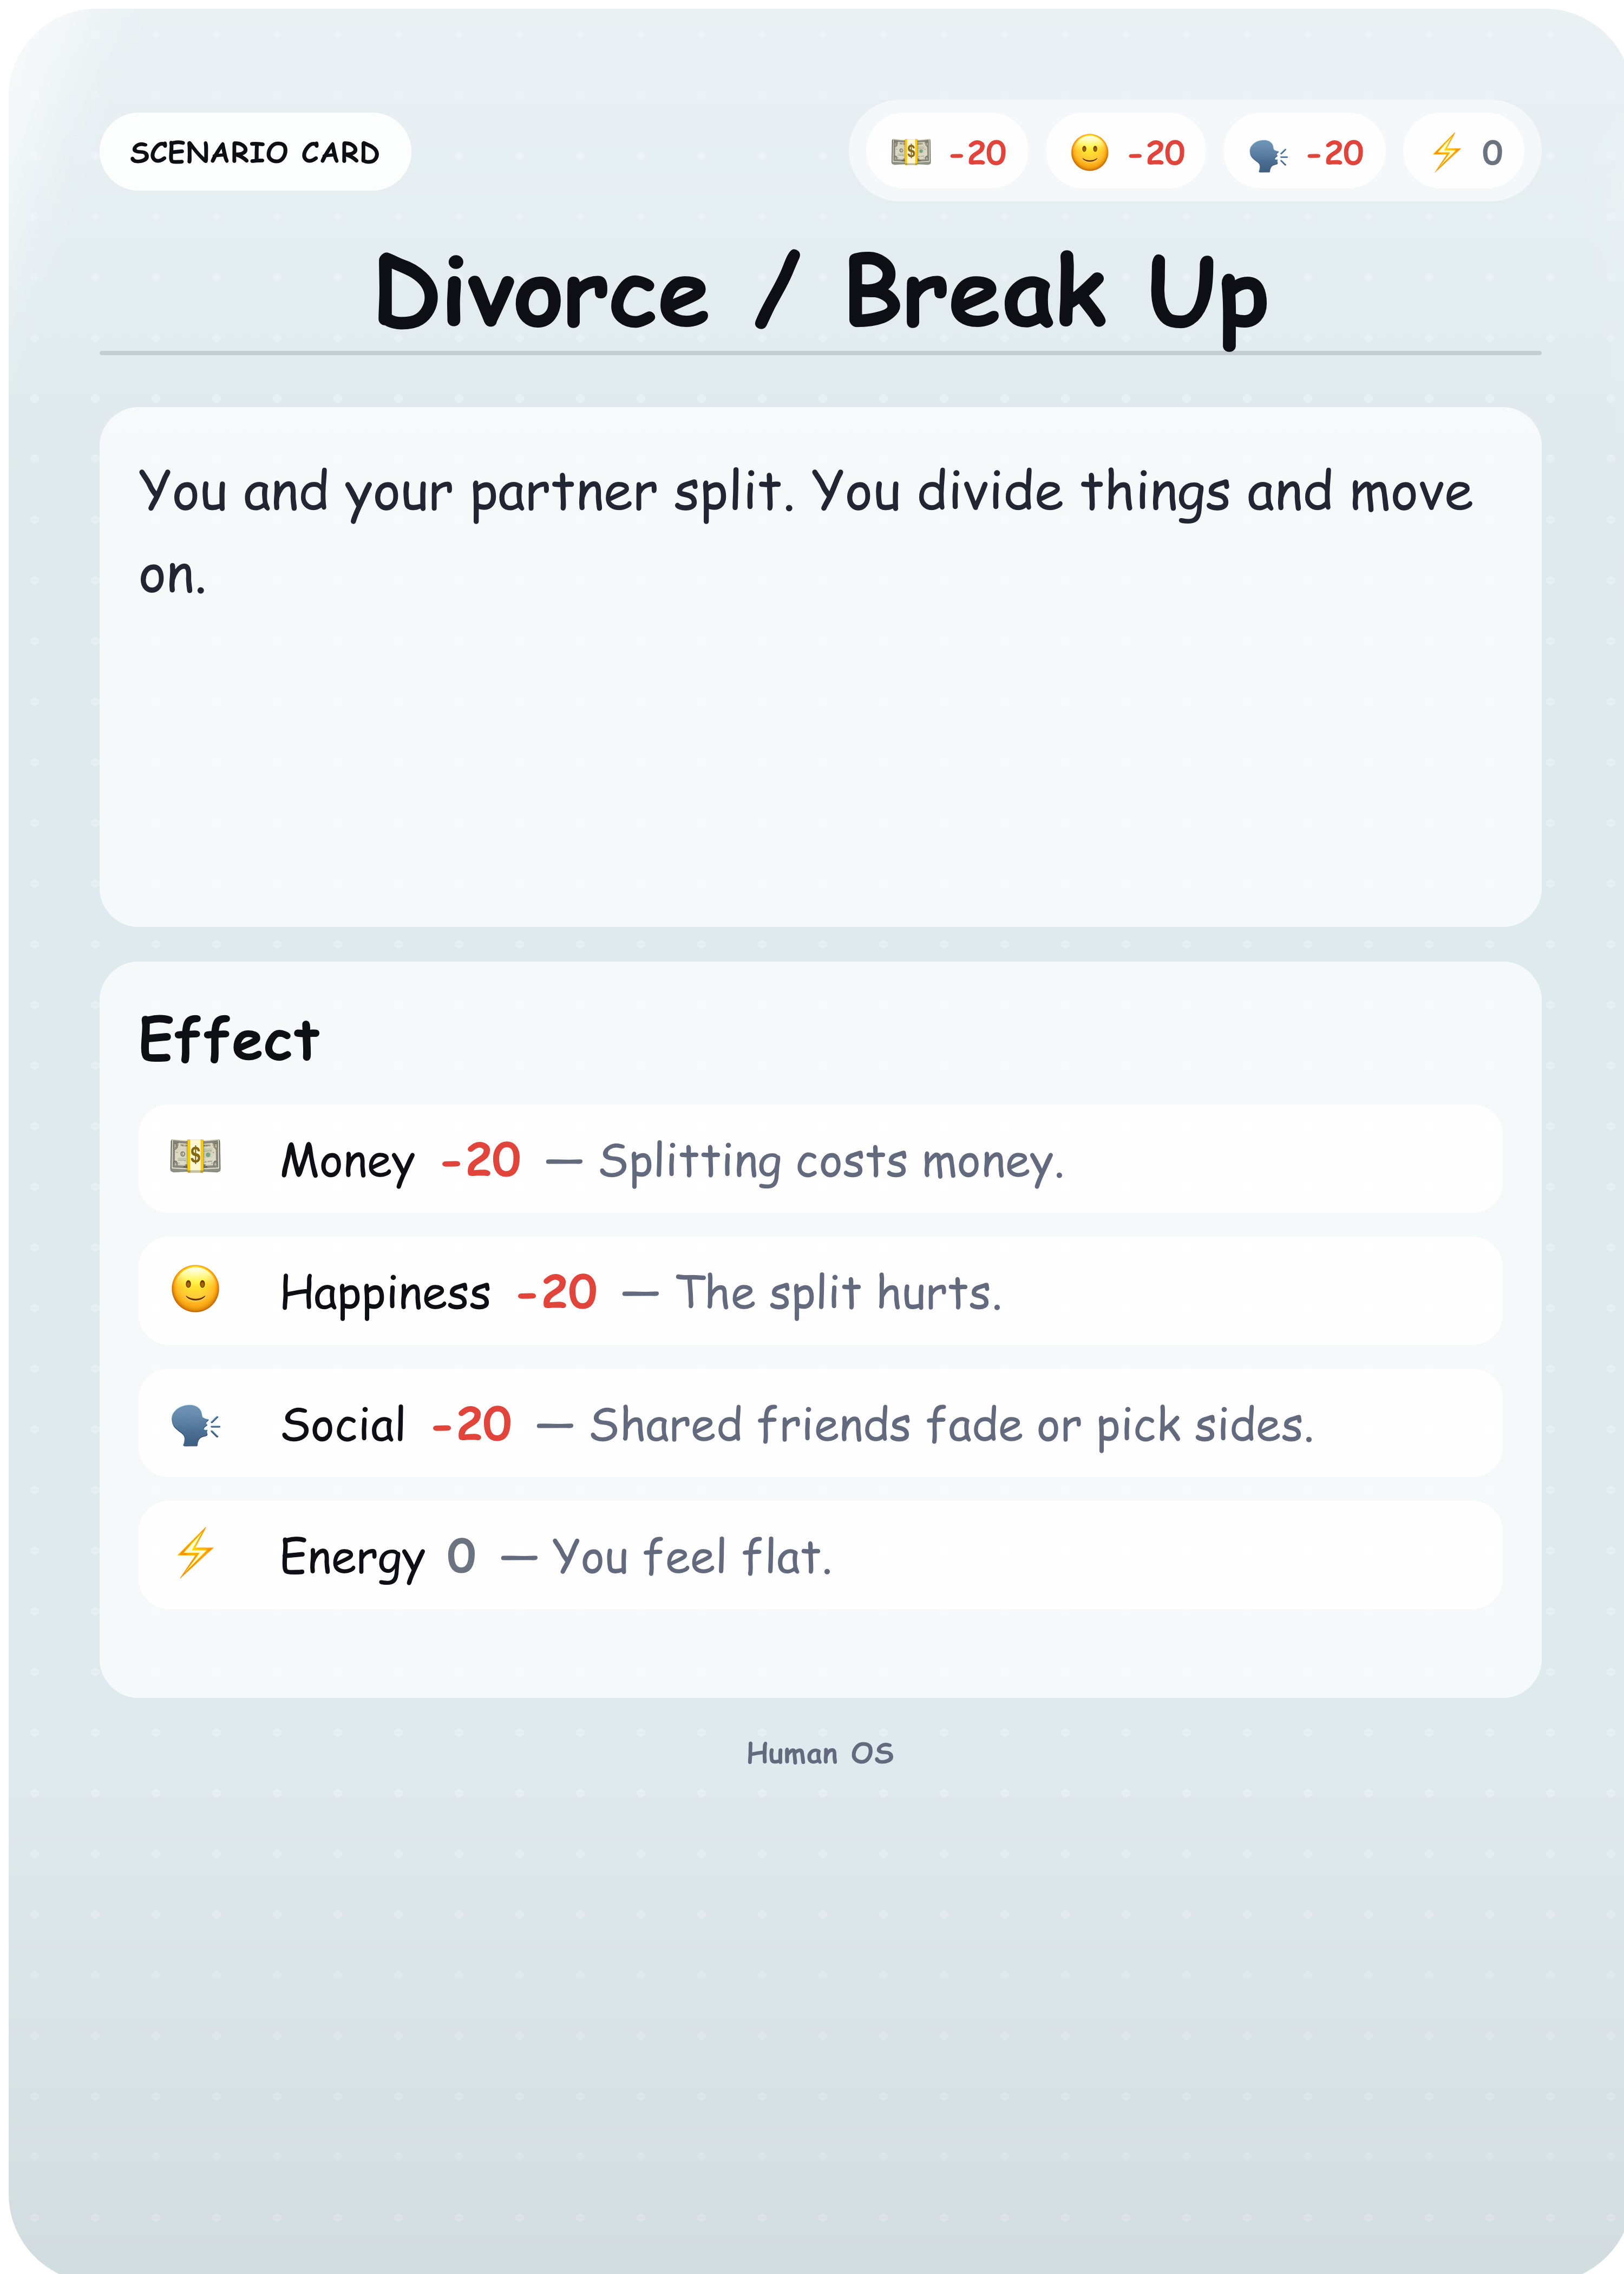 SCENARIO CARD
💵 -20 🙂 -20 🗣️ -20 ⚡ 0
Divorce / Break Up
You and your partner split. You divide things and move
on.
Effect
💵 Money -20 — Splitting costs money.
🙂 Happiness -20 — The split hurts.
🗣️ Social -20 — Shared friends fade or pick sides.
⚡ Energy 0 — You feel flat.
Human OS